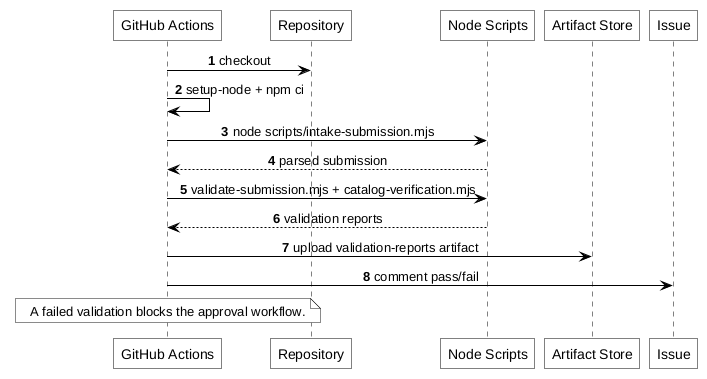 GitHub Actions
Repository
Node Scripts
Artifact Store
Issue
1 checkout
2 setup-node + npm ci
3 node scripts/intake-submission.mjs
4 parsed submission
5 validate-submission.mjs + catalog-verification.mjs
6 validation reports
7 upload validation-reports artifact
8 comment pass/fail
A failed validation blocks the approval workflow.
GitHub Actions
Repository
Node Scripts
Artifact Store
Issue